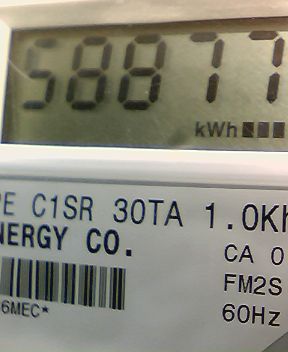 58877
kWh
PE C1SR 30TA 1.0Kh
NERGY CO.
CA 0
FM2S
6MEC*
60Hz